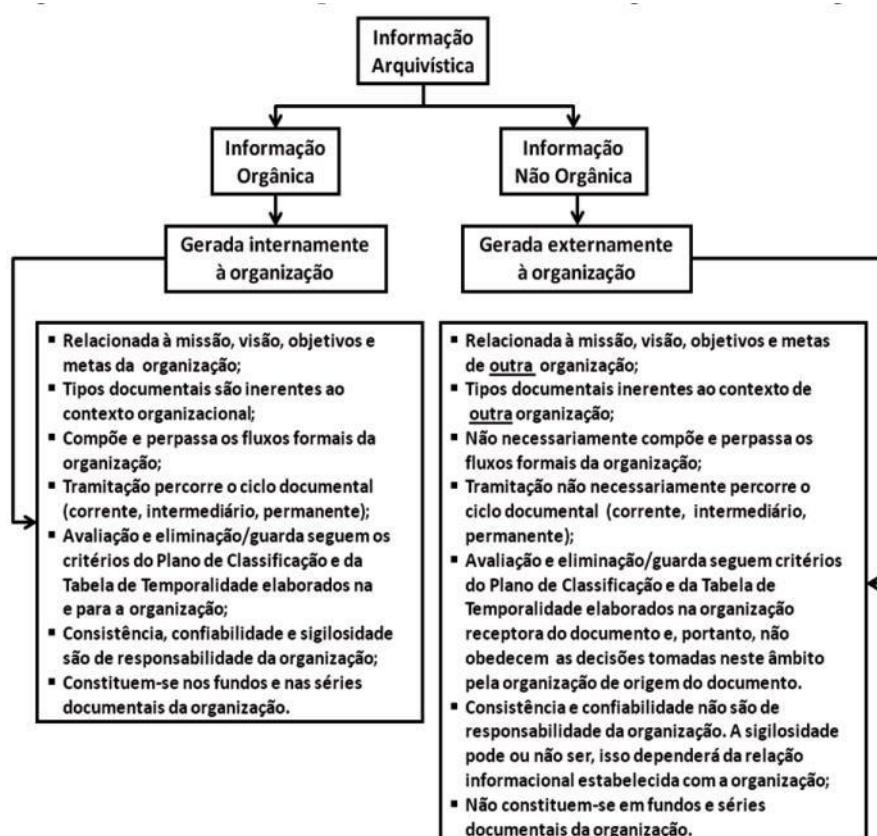 Informação
Arquivística
Informação
Orgânica
Informação
Não Orgânica
Gerada internamente
à organização
Gerada externamente
à organização
▪ Relacionada à missão, visão, objetivos e
metas da organização;
▪ Tipos documentais são inerentes ao
contexto organizacional;
▪ Compõe e perpassa os fluxos formais da
organização;
▪ Tramitação percorre o ciclo documental
(corrente, intermediário, permanente);
▪ Avaliação e eliminação/guarda seguem os
critérios do Plano de Classificação e da
Tabela de Temporalidade elaborados na
e para a organização;
▪ Consistência, confiabilidade e sigilosidade
são de responsabilidade da organização;
▪ Constituem-se nos fundos e nas séries
documentais da organização.
▪ Relacionada à missão, visão, objetivos e metas
de outra organização;
▪ Tipos documentais inerentes ao contexto de
outra organização;
▪ Não necessariamente compõe e perpassa os
fluxos formais da organização;
▪ Tramitação não necessariamente percorre o
ciclo documental (corrente, intermediário,
permanente);
▪ Avaliação e eliminação/guarda seguem critérios
do Plano de Classificação e da Tabela de
Temporalidade elaborados na organização
receptora do documento e, portanto, não
obedecem as decisões tomadas neste âmbito
pela organização de origem do documento.
▪ Consistência e confiabilidade não são de
responsabilidade da organização. A sigilosidade
pode ou não ser, isso dependerá da relação
informacional estabelecida com a organização;
▪ Não constituem-se em fundos e séries
documentais da organização.